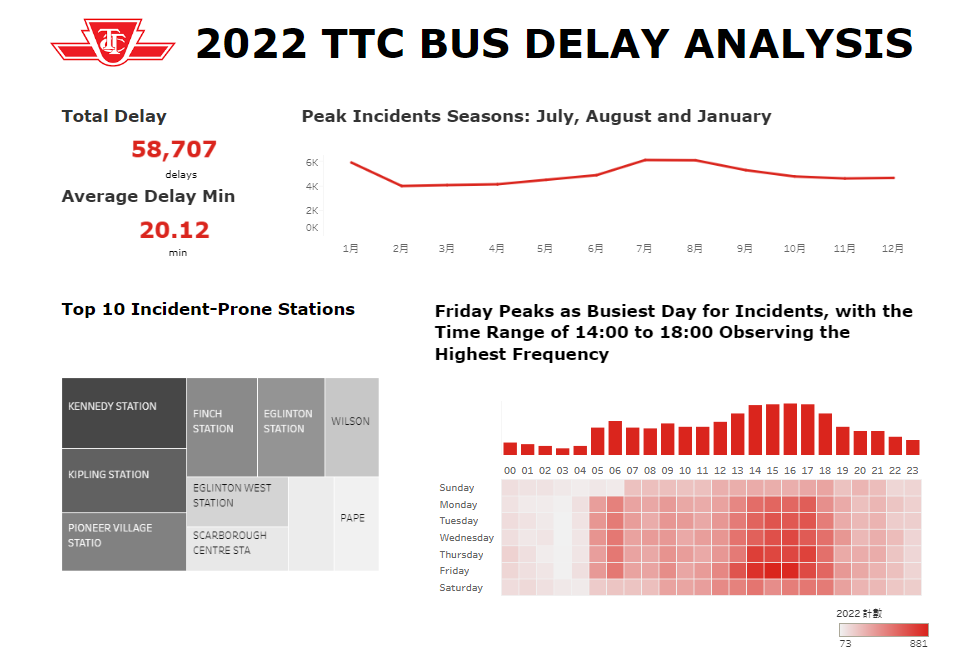 TTC
2022 TTC BUS DELAY ANALYSIS
Total Delay
58,707
delays
Average Delay Min
20.12
min
Peak Incidents Seasons: July, August and January
6K
4K
2K
0K
1月 2月 3月 4月 5月 6月 7月 8月 9月 10月 11月 12月
Top 10 Incident-Prone Stations
KENNEDY STATION
KIPLING STATION
PIONEER VILLAGE
STATIO
FINCH
STATION
EGLINTON
STATION
WILSON
EGLINTON WEST
STATION
SCARBOROUGH
CENTRE STA
PAPE
Friday Peaks as Busiest Day for Incidents, with the
Time Range of 14:00 to 18:00 Observing the
Highest Frequency
00 01 02 03 04 05 06 07 08 09 10 11 12 13 14 15 16 17 18 19 20 21 22 23
Sunday
Monday
Tuesday
Wednesday
Thursday
Friday
Saturday
2022 計數
73 881